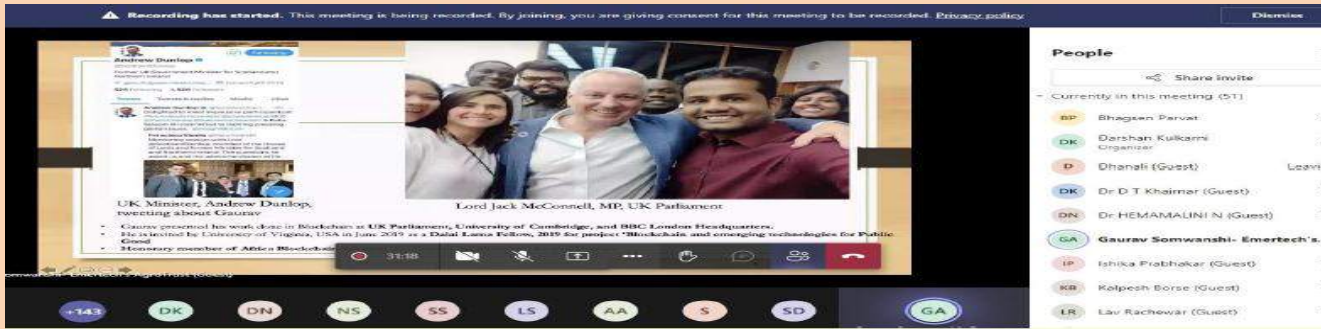 Recording has started. This meeting is being recorded. By joining, you are giving consent for this meeting to be recorded. Privacy policy
Dismiss
Andrew Dunlop
UK Minister, Andrew Dunlop,
tweeting about Gaurav
Lord Jack McConnell, MP, UK Parliament
Gaurav presented his work done in Blockchain at UK Parliament, University of Cambridge, and BBC London Headquarters.
He is invited by University of Virginia, USA in June 2019 as a Dalai Lama Fellow, 2019 for project "Blockchain and emerging technologies for Public
Good
Honorary member of Africa Blockchain
31:18
+143
DK
DN
NS
SS
LS
AA
S
SD
GA
People
Share invite
Currently in this meeting (51)
BP Bhagsen Parvat
DK Darshan Kulkarni
Organizer
D Dhanali (Guest) Leavi
DK Dr D T Khairnar (Guest)
DN Dr HEMAMALINI N (Guest)
GA Gaurav Somwanshi- Emertech's
IP Ishika Prabhakar (Guest)
KB Kalpesh Borse (Guest)
LR Lav Rachewar (Guest)